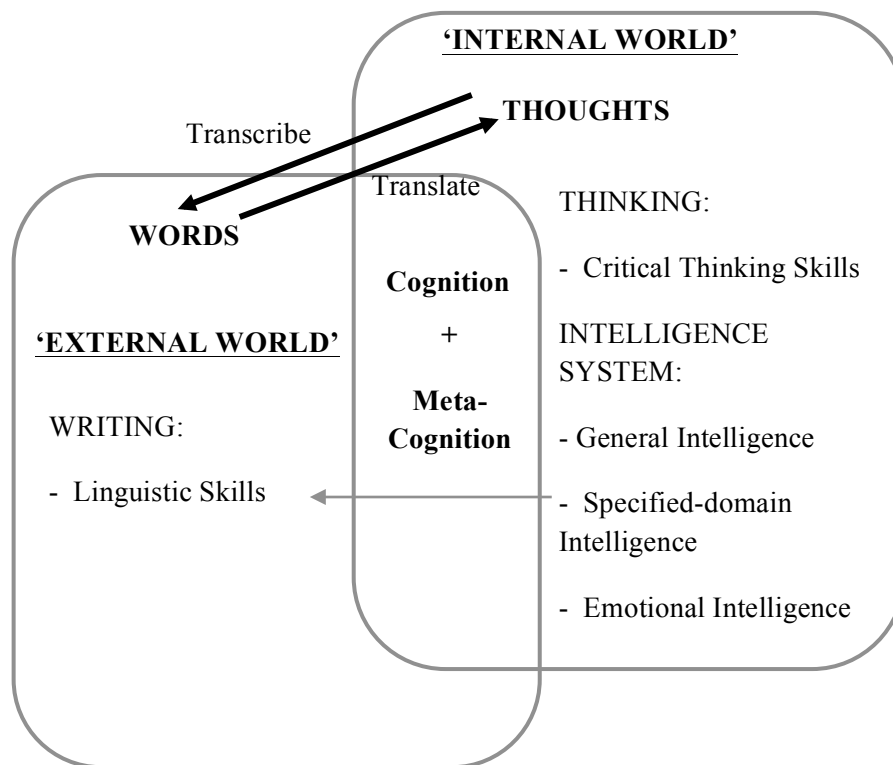 ‘INTERNAL WORLD’
THOUGHTS
Transcribe
Translate
WORDS
‘EXTERNAL WORLD’
WRITING:
- Linguistic Skills
Cognition
+
Meta-
Cognition
THINKING:
- Critical Thinking Skills
INTELLIGENCE
SYSTEM:
- General Intelligence
- Specified-domain
Intelligence
- Emotional Intelligence